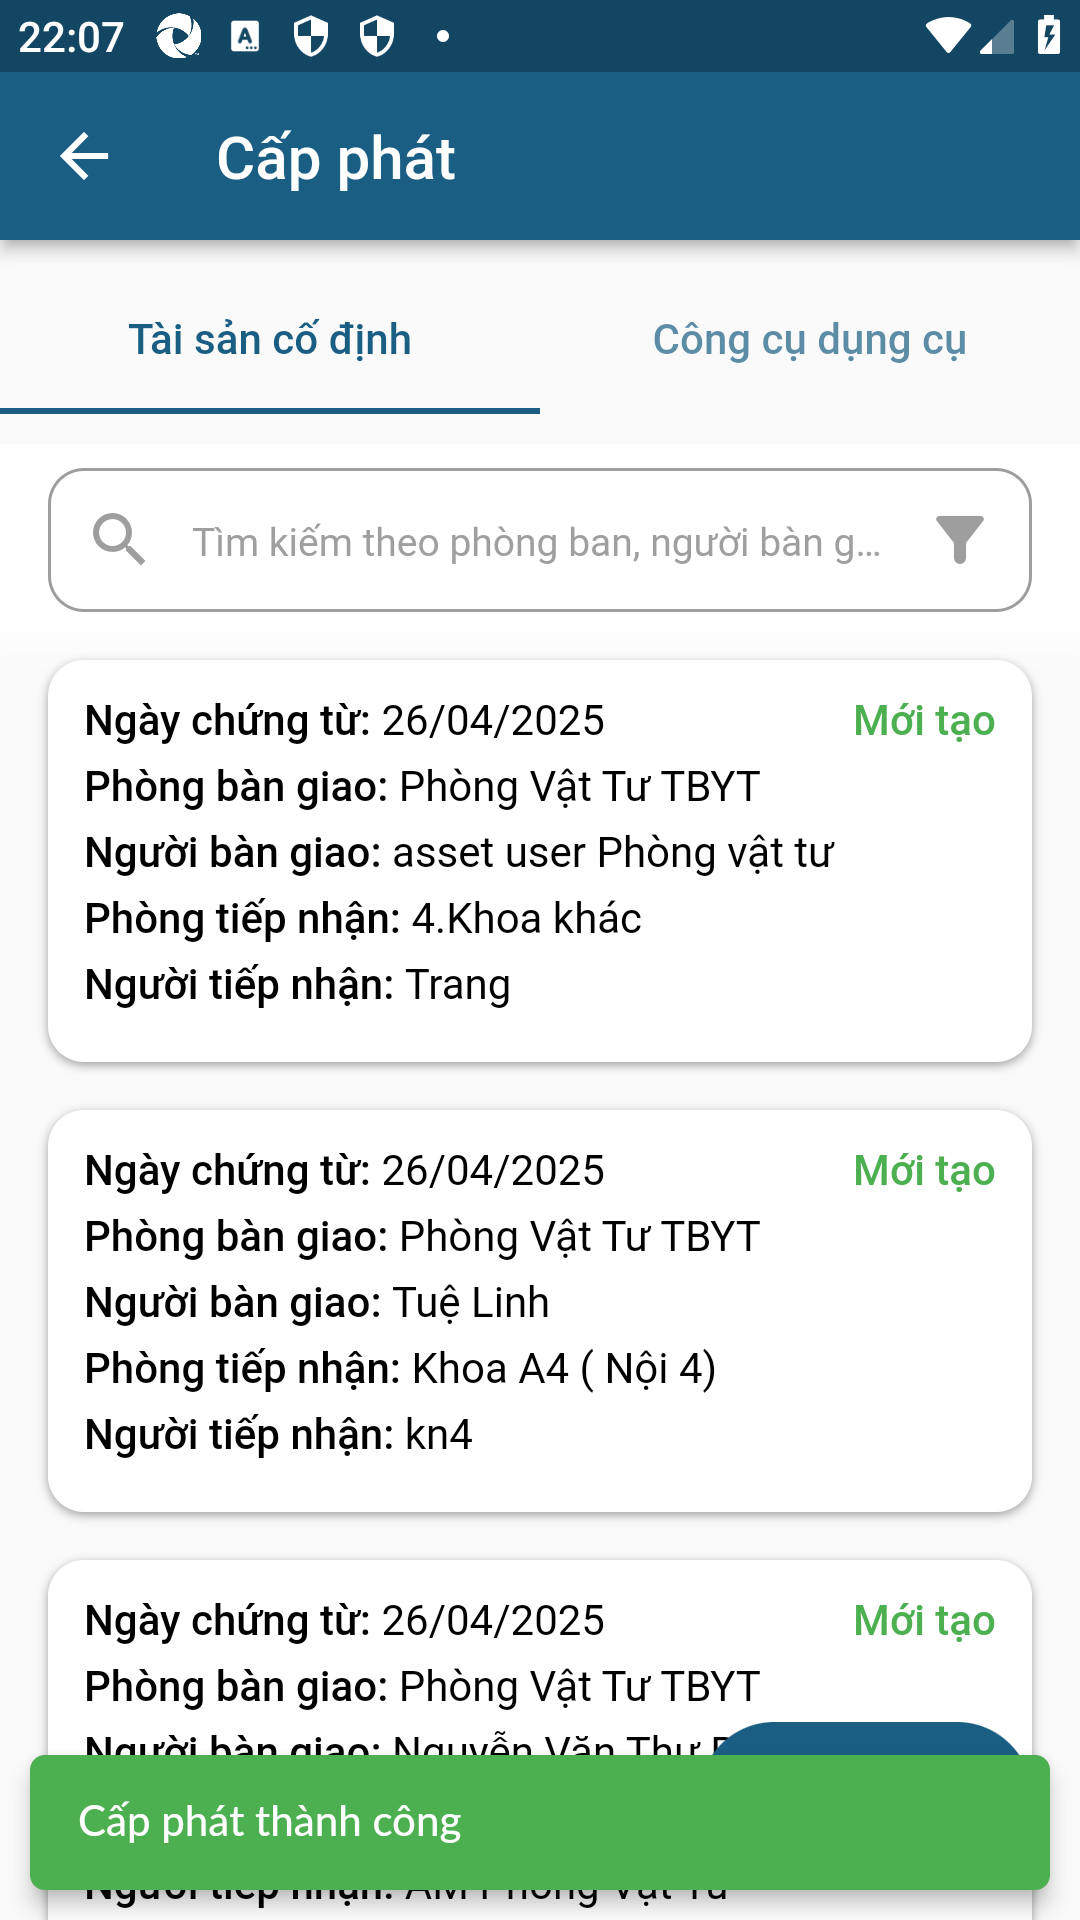 22:07
Cấp phát
Tài sản cố định
Công cụ dụng cụ
Tìm kiếm theo phòng ban, người bàn g...
Ngày chứng từ: 26/04/2025 Mới tạo
Phòng bàn giao: Phòng Vật Tư TBYT
Người bàn giao: asset user Phòng vật tư
Phòng tiếp nhận: 4.Khoa khác
Người tiếp nhận: Trang
Ngày chứng từ: 26/04/2025 Mới tạo
Phòng bàn giao: Phòng Vật Tư TBYT
Người bàn giao: Tuệ Linh
Phòng tiếp nhận: Khoa A4 ( Nội 4)
Người tiếp nhận: kn4
Ngày chứng từ: 26/04/2025 Mới tạo
Phòng bàn giao: Phòng Vật Tư TBYT
Người bàn giao: Nguyễn Văn Thư
Cấp phát thành công
Người tiếp nhận: AM Phòng Vật Tư